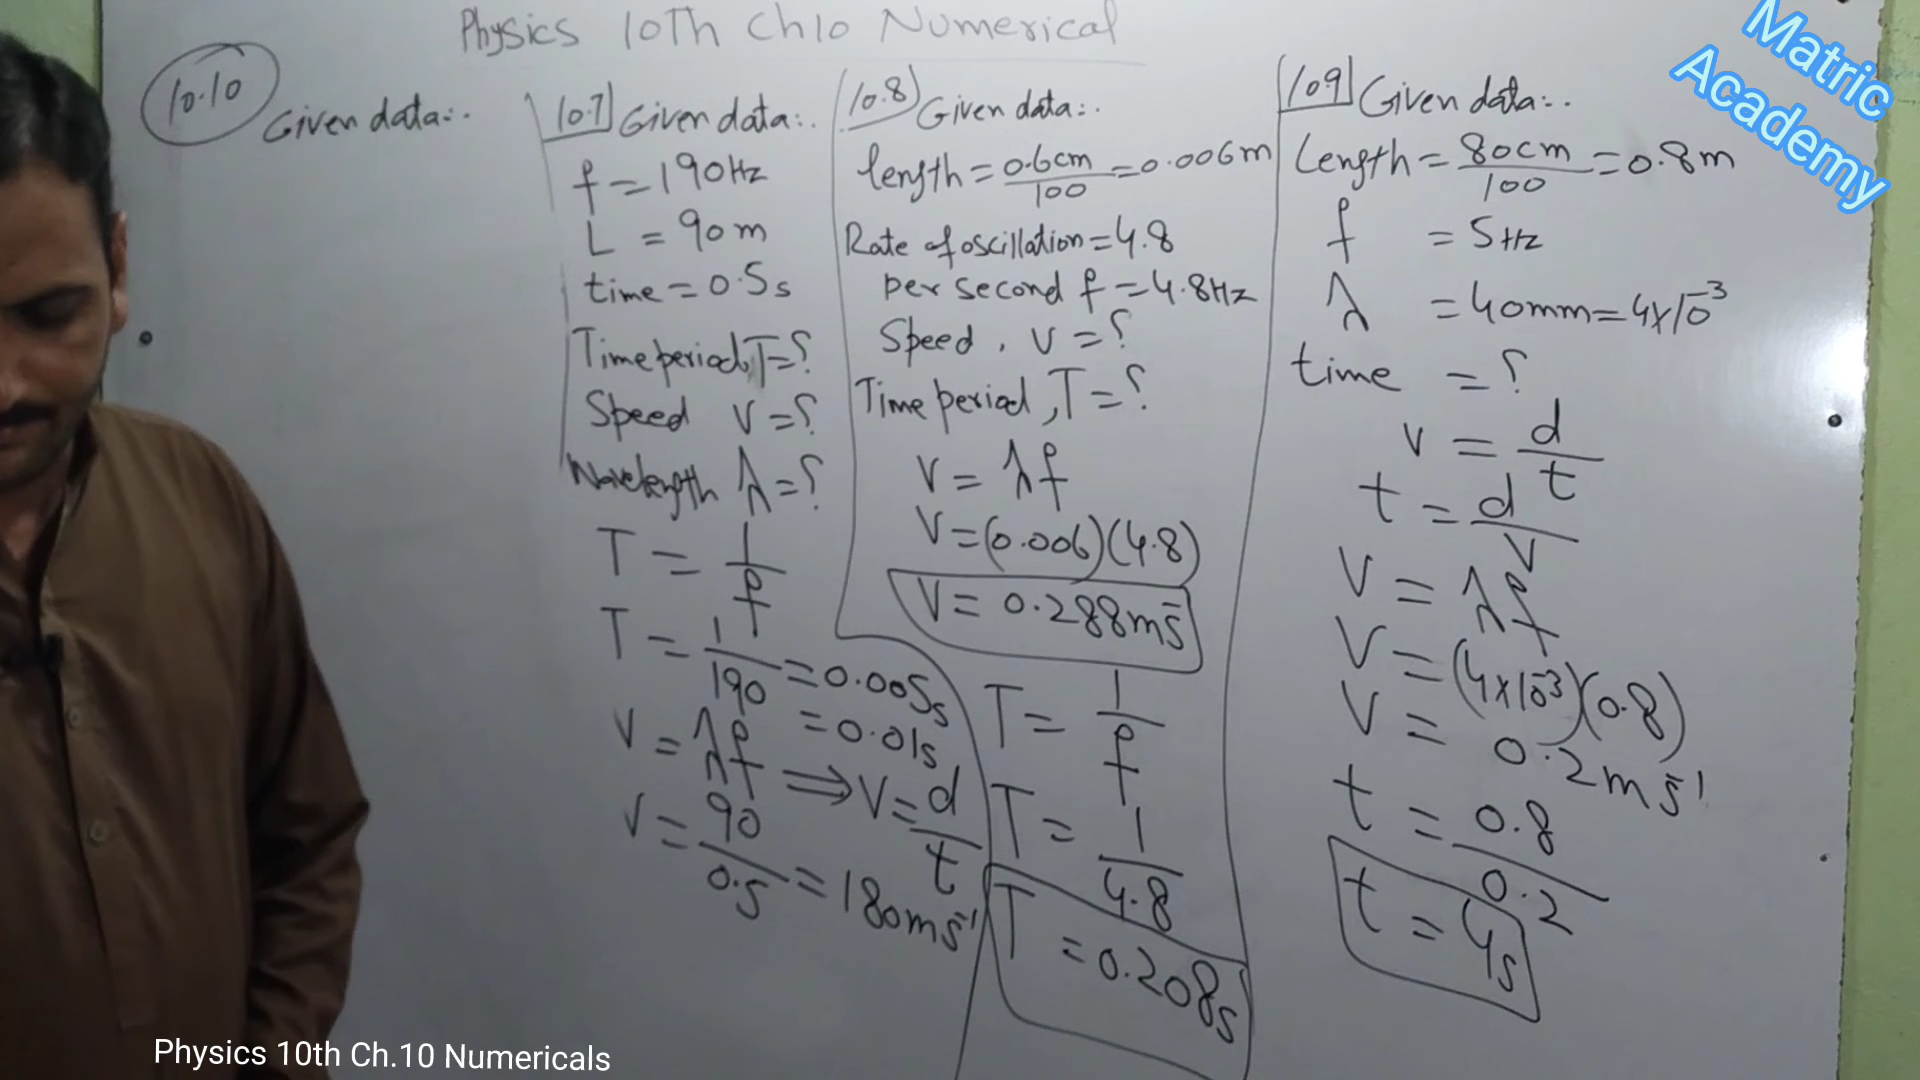 Physics 10Th Ch10 Numerical
Matric
Academy
10.10
Given data:.
10.7 Given data:.
f = 190Hz
L = 90m
time = 0.5s
Time period, T = ?
Speed V = ?
Wavelength λ = ?
T = 1/f
T = 1/190 = 0.005s
= 0.01s
V = λf ⇒ V = d/t
V = 90/0.5 = 180ms⁻¹
10.8 Given data:.
length = 0.6cm/100 = 0.006m
Rate of oscillation = 4.8
per second f = 4.8Hz
Speed, V = ?
Time period, T = ?
V = λf
V = (0.006)(4.8)
V = 0.288ms⁻
T = 1/f
T = 1/4.8
T = 0.208s
10.9 Given data:.
Length = 80cm/100 = 0.8m
f = 5Hz
λ = 40mm = 4x10⁻³
time = ?
V = d/t
t = d/V
V = λf
V = (4x10⁻³)(0.8)
V = 0.2ms⁻¹
t = 0.8/0.2
t = 4s
Physics 10th Ch.10 Numericals